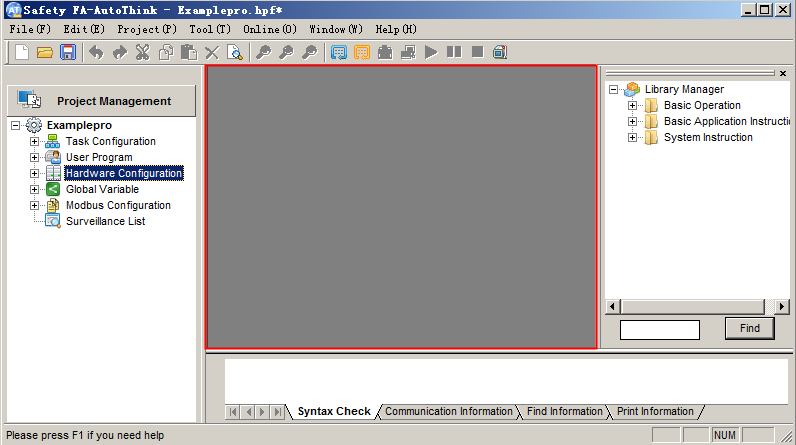 Safety FA-AutoThink - Examplepro.hpf*
File(F) Edit(E) Project(P) Tool(T) Online(O) Window(W) Help(H)
Project Management
Examplepro
Task Configuration
User Program
Hardware Configuration
Global Variable
Modbus Configuration
Surveillance List
Library Manager
Basic Operation
Basic Application Instructi
System Instruction
Find
Syntax Check Communication Information Find Information Print Information
Please press F1 if you need help
NUM